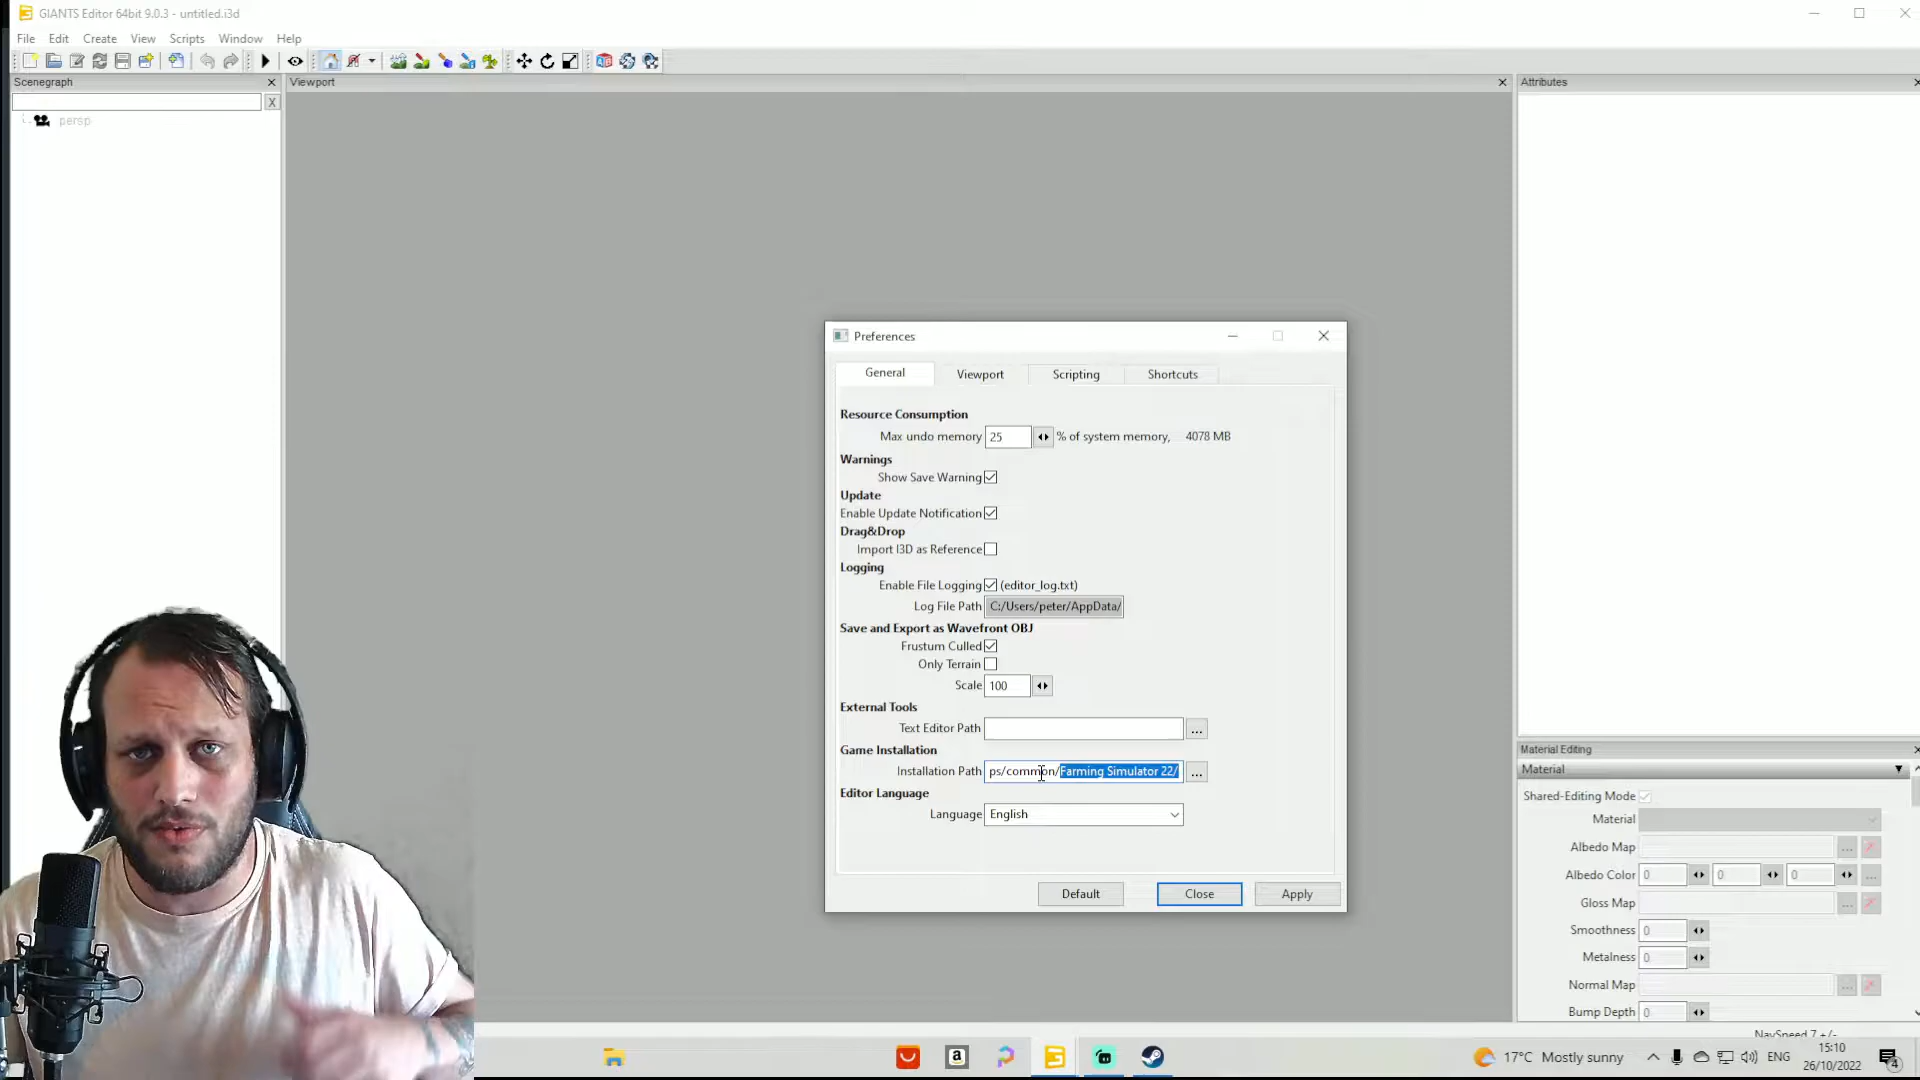 GIANTS Editor 64bit 9.0.3 - untitled.i3d
File Edit Create View Scripts Window Help
Scenegraph
Viewport
Attributes
X
persp
Preferences
General Viewport Scripting Shortcuts
Resource Consumption
Max undo memory 25 % of system memory, 4078 MB
Warnings
Show Save Warning
Update
Enable Update Notification
Drag&Drop
Import I3D as Reference
Logging
Enable File Logging (editor_log.txt)
Log File Path C:/Users/peter/AppData/
Save and Export as Wavefront OBJ
Frustum Culled
Only Terrain
Scale 100
External Tools
Text Editor Path ...
Game Installation
Installation Path ps/common/Farming Simulator 22/ ...
Editor Language
Language English
Default Close Apply
Material Editing
Material
Shared-Editing Mode
Material
Albedo Map ...
Albedo Color 0 0 0 ...
Gloss Map ...
Smoothness 0
Metalness 0
Normal Map ...
Bump Depth 0
NavSpeed 7 +/-
a
17°C Mostly sunny
ENG
15:10
26/10/2022
4